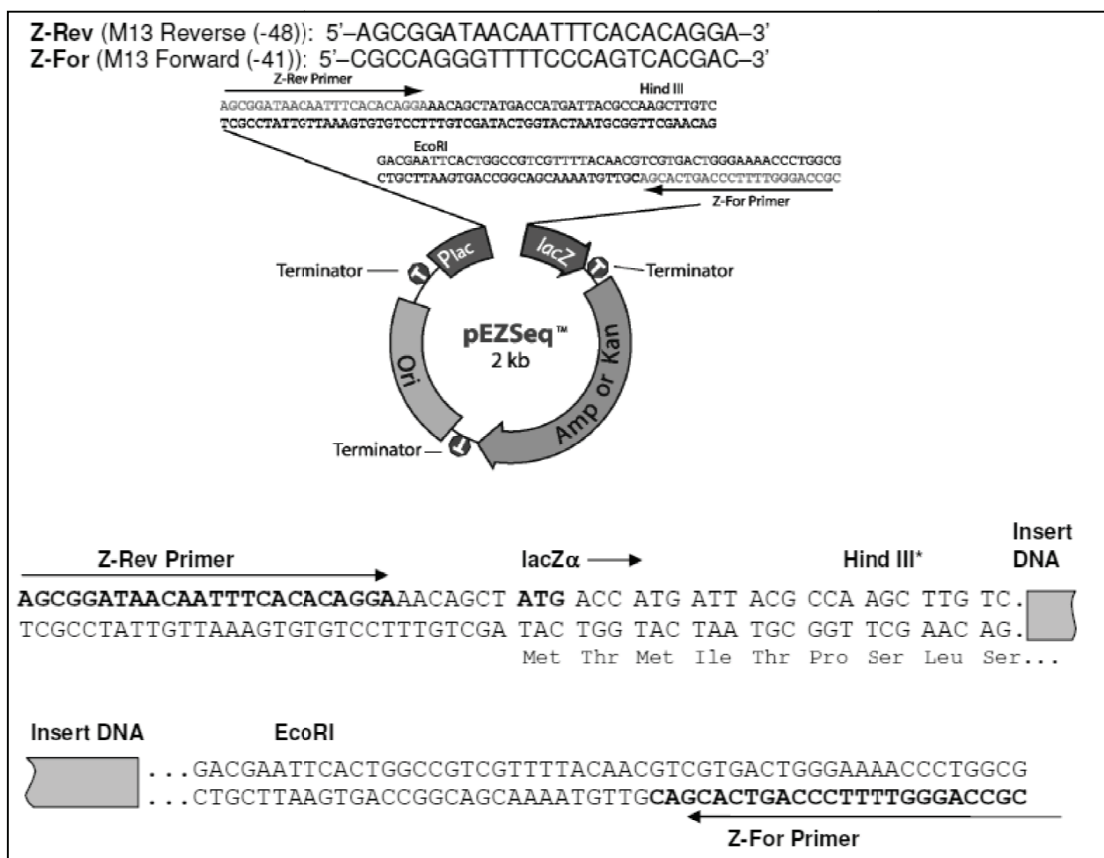 Z-Rev (M13 Reverse (-48)): 5’–AGCGGATAACAATTTCACACAGGA–3’
Z-For (M13 Forward (-41)): 5’–CGCCAGGGTTTTCCCAGTCACGAC–3’
Z-Rev Primer
Hind III
AGCGGATAACAATTTCACACAGGAAACAGCTATGACCATGATTACGCCAAGCTTGTC
TCGCCTATTGTTAAAGTGTGTCCTTTGTCGATACTGGTACTAATGCGGTTCGAACAG
EcoRI
GACGAATTCACTGGCCGTCGTTTTACAACGTCGTGACTGGGAAAACCCTGGCG
CTGCTTAAGTGACCGGCAGCAAAATGTTGCAGCACTGACCCTTTTGGGACCGC
Z-For Primer
Plac
lacZ
Terminator
T
T
Terminator
pEZSeq™
2 kb
Ori
Amp or Kan
Terminator
T
Z-Rev Primer
lacZα
Hind III*
Insert
DNA
AGCGGATAACAATTTCACACAGGAAACAGCT ATG ACC ATG ATT ACG CCA AGC TTG TC.
TCGCCTATTGTTAAAGTGTGTCCTTTGTCGA TAC TGG TAC TAA TGC GGT TCG AAC AG.
Met Thr Met Ile Thr Pro Ser Leu Ser...
Insert DNA
EcoRI
...GACGAATTCACTGGCCGTCGTTTTACAACGTCGTGACTGGGAAAACCCTGGCG
...CTGCTTAAGTGACCGGCAGCAAAATGTTGCAGCACTGACCCTTTTGGGACCGC
Z-For Primer